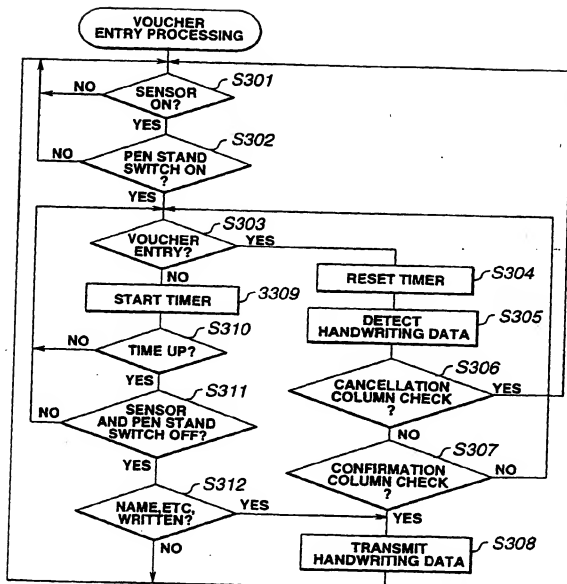 VOUCHER
ENTRY PROCESSING
S301
NO
SENSOR
ON?
YES
S302
NO
PEN STAND
SWITCH ON
?
YES
S303
VOUCHER
ENTRY?
YES
NO
RESET TIMER
S304
START TIMER
3309
DETECT
HANDWRITING DATA
S305
S310
NO
TIME UP?
YES
S306
CANCELLATION
COLUMN CHECK
?
YES
NO
S311
NO
SENSOR
AND PEN STAND
SWITCH OFF?
YES
S307
CONFIRMATION
COLUMN CHECK
?
NO
YES
S312
NAME,ETC,
WRITTEN?
YES
NO
TRANSMIT
HANDWRITING DATA
S308